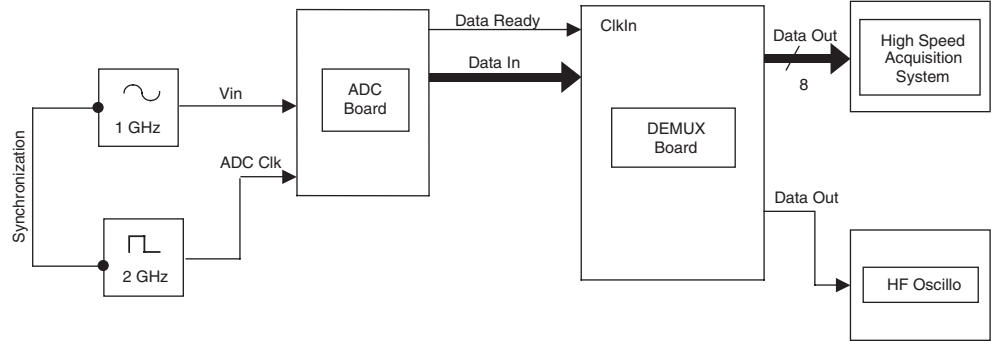 Synchronization
1 GHz
2 GHz
Vin
ADC Clk
ADC
Board
Data Ready
Data In
ClkIn
DEMUX
Board
Data Out
8
High Speed
Acquisition
System
Data Out
HF Oscillo